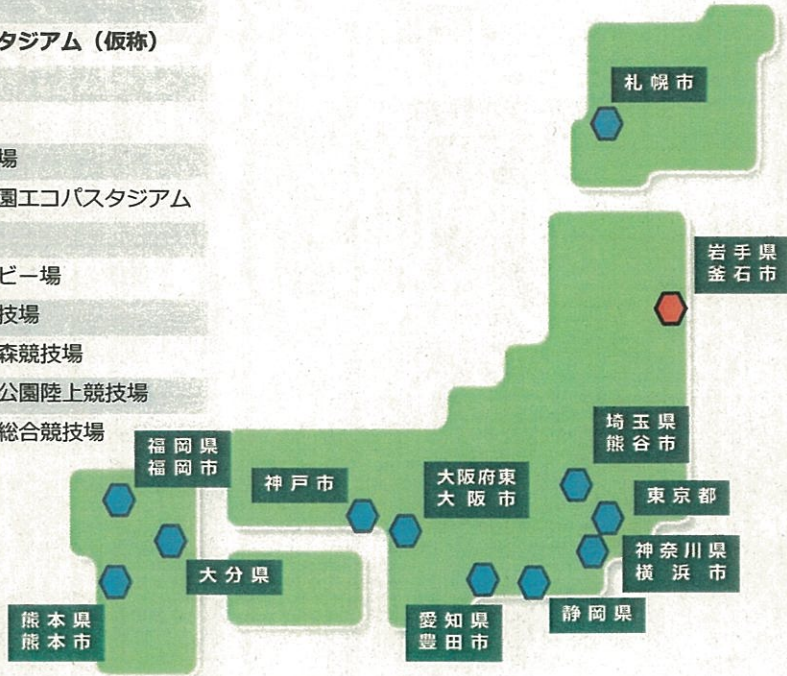 タジアム（仮称）
場
園エコパスタジアム
ビー場
技場
森競技場
公園陸上競技場
総合競技場
札幌市
岩手県
釜石市
埼玉県
熊谷市
福岡県
福岡市
神戸市
大阪府東
大阪市
東京都
神奈川県
横浜市
大分県
静岡県
愛知県
豊田市
熊本県
熊本市